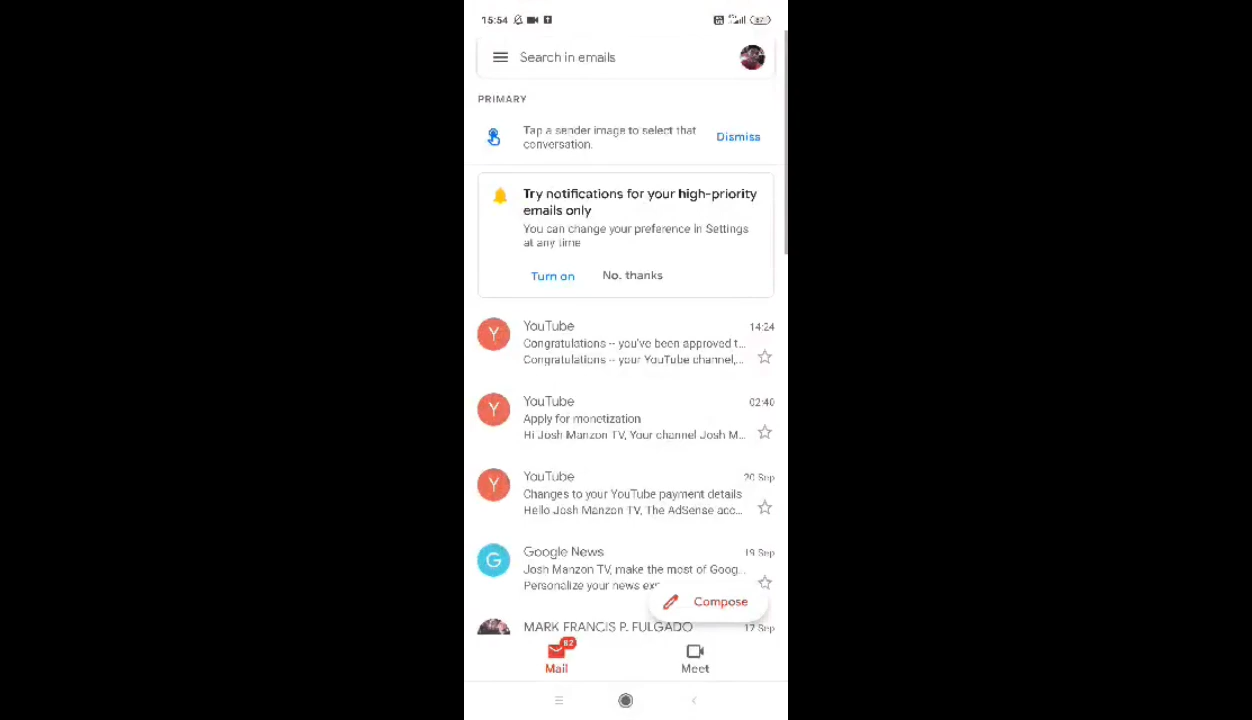 15:54
87
Search in emails
PRIMARY
Tap a sender image to select that
conversation.
Dismiss
Try notifications for your high-priority
emails only
You can change your preference in Settings
at any time
Turn on
No, thanks
YouTube
14:24
Congratulations -- you've been approved t...
Congratulations -- your YouTube channel,...
YouTube
02:40
Apply for monetization
Hi Josh Manzon TV, Your channel Josh M...
YouTube
20 Sep
Changes to your YouTube payment details
Hello Josh Manzon TV, The AdSense acc...
Google News
19 Sep
Josh Manzon TV, make the most of Goog...
Personalize your news
Compose
MARK FRANCIS P. FULGADO
17 Sep
82
Mail
Meet